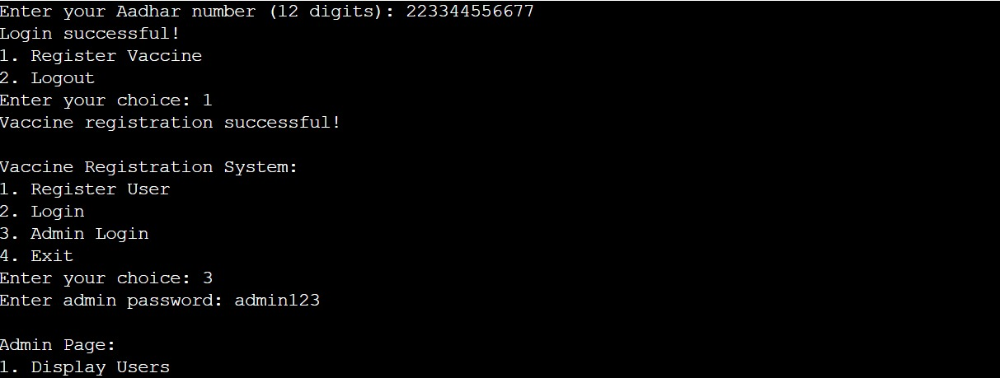 Enter your Aadhar number (12 digits): 223344556677
Login successful!
1. Register Vaccine
2. Logout
Enter your choice: 1
Vaccine registration successful!

Vaccine Registration System:
1. Register User
2. Login
3. Admin Login
4. Exit
Enter your choice: 3
Enter admin password: admin123

Admin Page:
1. Display Users